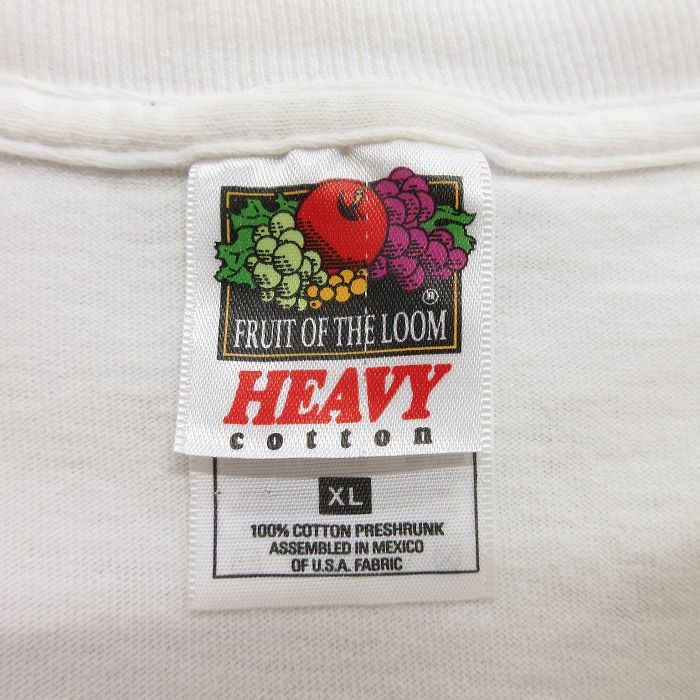 ®
FRUIT OF THE LOOM
HEAVY
cotton
XL
100% COTTON PRESHRUNK
ASSEMBLED IN MEXICO
OF U.S.A. FABRIC